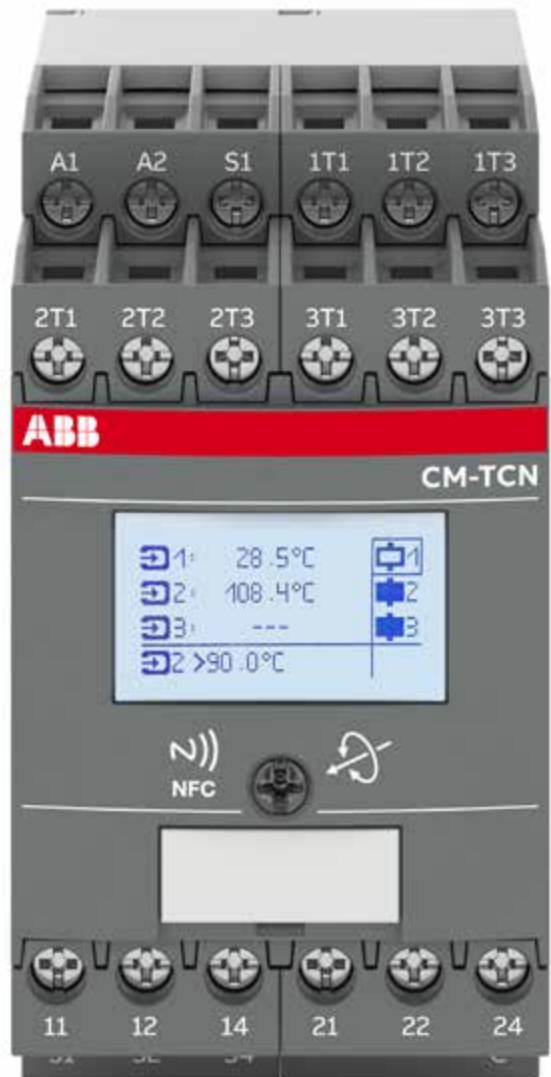 A1 A2 S1 1T1 1T2 1T3
2T1 2T2 2T3 3T1 3T2 3T3
ABB
CM-TCN
1: 28.5°C 1
2: 108.4°C 2
3: --- 3
2 >90.0°C
NFC
11 12 14 21 22 24